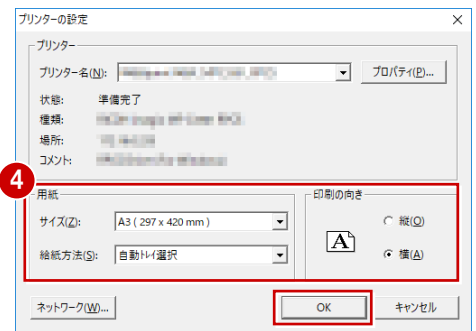 プリンターの設定
プリンター
プリンター名(N):
プロパティ(P)...
状態: 準備完了
種類:
場所:
コメント:
4
用紙
サイズ(Z): A3 ( 297 x 420 mm )
給紙方法(S): 自動ﾄﾚｲ選択
印刷の向き
A
縦(O)
横(A)
ネットワーク(W)...
OK
キャンセル